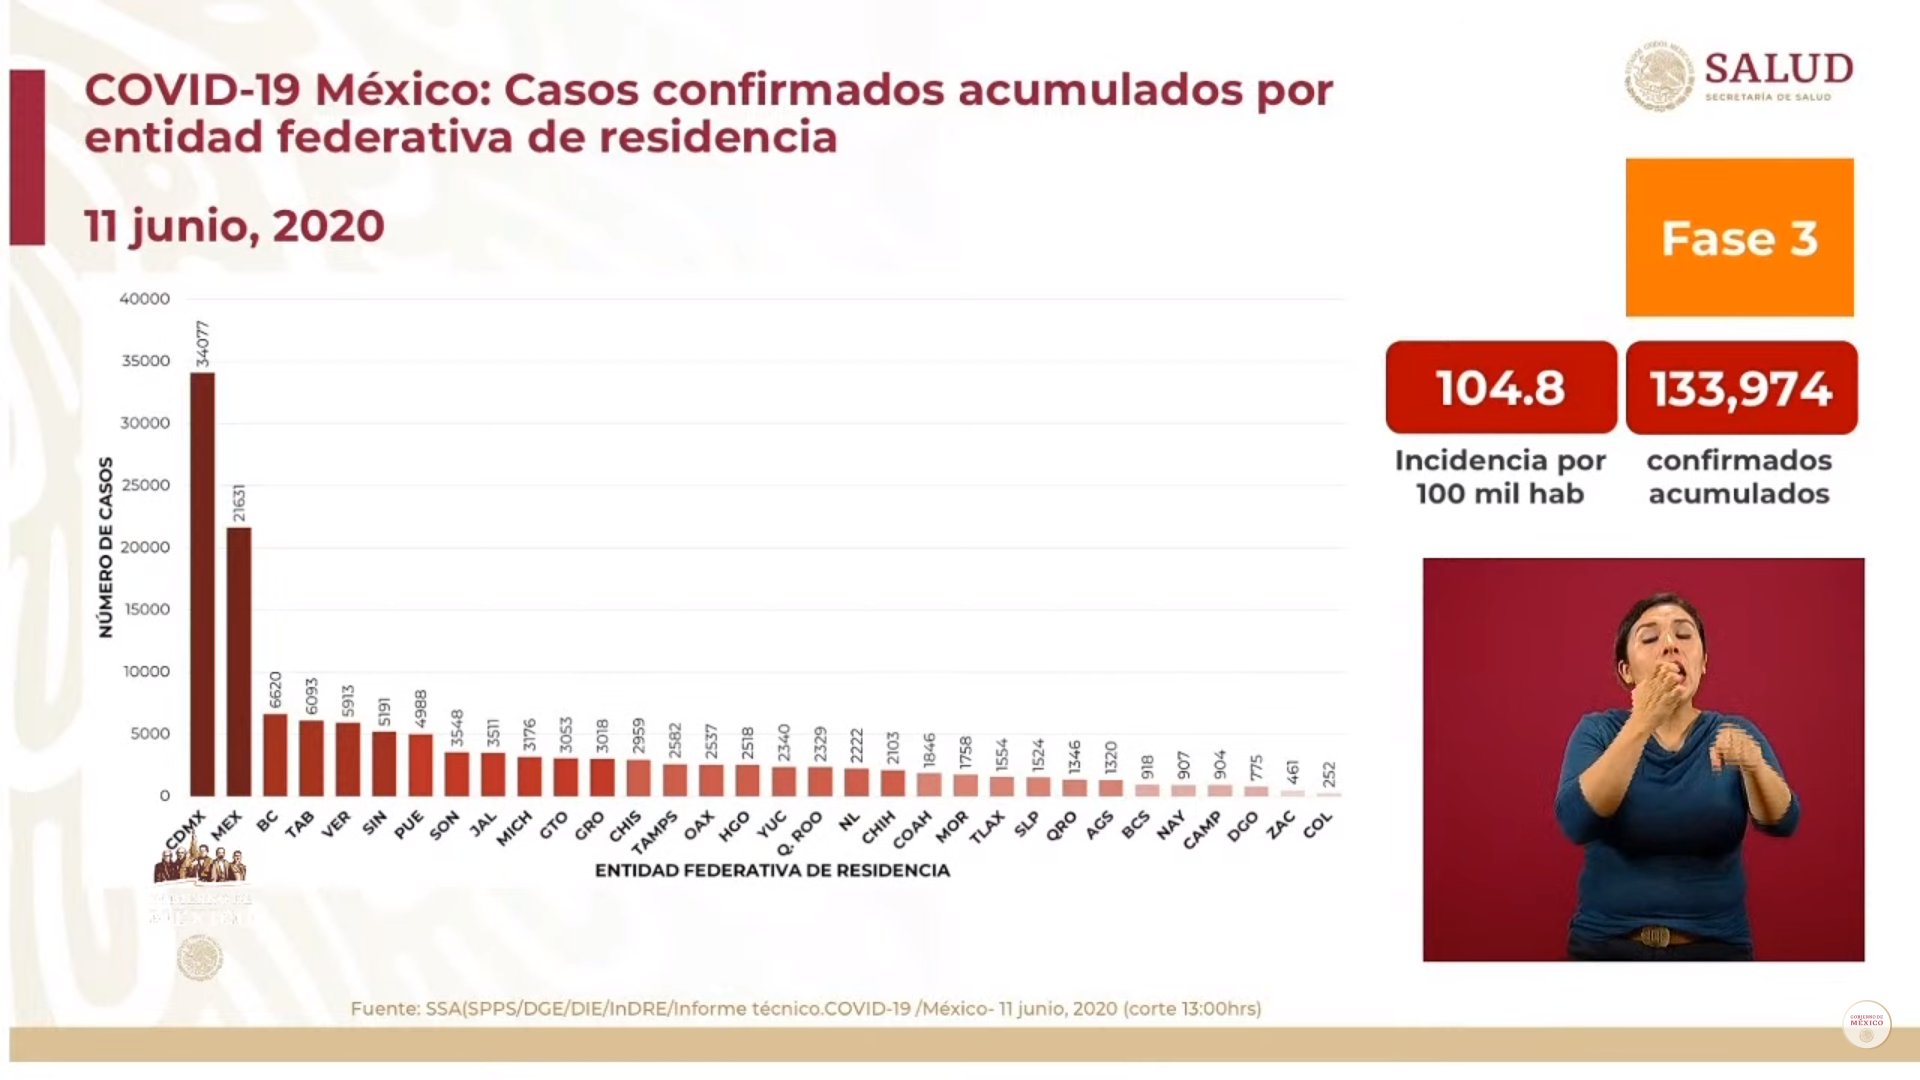 COVID-19 México: Casos confirmados acumulados por
entidad federativa de residencia
11 junio, 2020
SALUD
SECRETARÍA DE SALUD
Fase 3
104.8
Incidencia por
100 mil hab
133,974
confirmados
acumulados
NÚMERO DE CASOS
40000
35000
30000
25000
20000
15000
10000
5000
0
34077
21631
6620
6093
5913
5191
4988
3548
3511
3176
3053
3018
2959
2582
2537
2518
2340
2329
2222
2103
1846
1758
1554
1524
1346
1320
918
907
904
775
461
252
CDMX
MEX
BC
TAB
VER
SIN
PUE
SON
JAL
MICH
GTO
GRO
CHIS
TAMPS
OAX
HGO
YUC
Q. ROO
NL
CHIH
COAH
MOR
TLAX
SLP
QRO
AGS
BCS
NAY
CAMP
DGO
ZAC
COL
ENTIDAD FEDERATIVA DE RESIDENCIA
GOBIERNO DE
MÉXICO
Fuente: SSA(SPPS/DGE/DIE/InDRE/Informe técnico.COVID-19 /México- 11 junio, 2020 (corte 13:00hrs)
GOBIERNO DE
MÉXICO